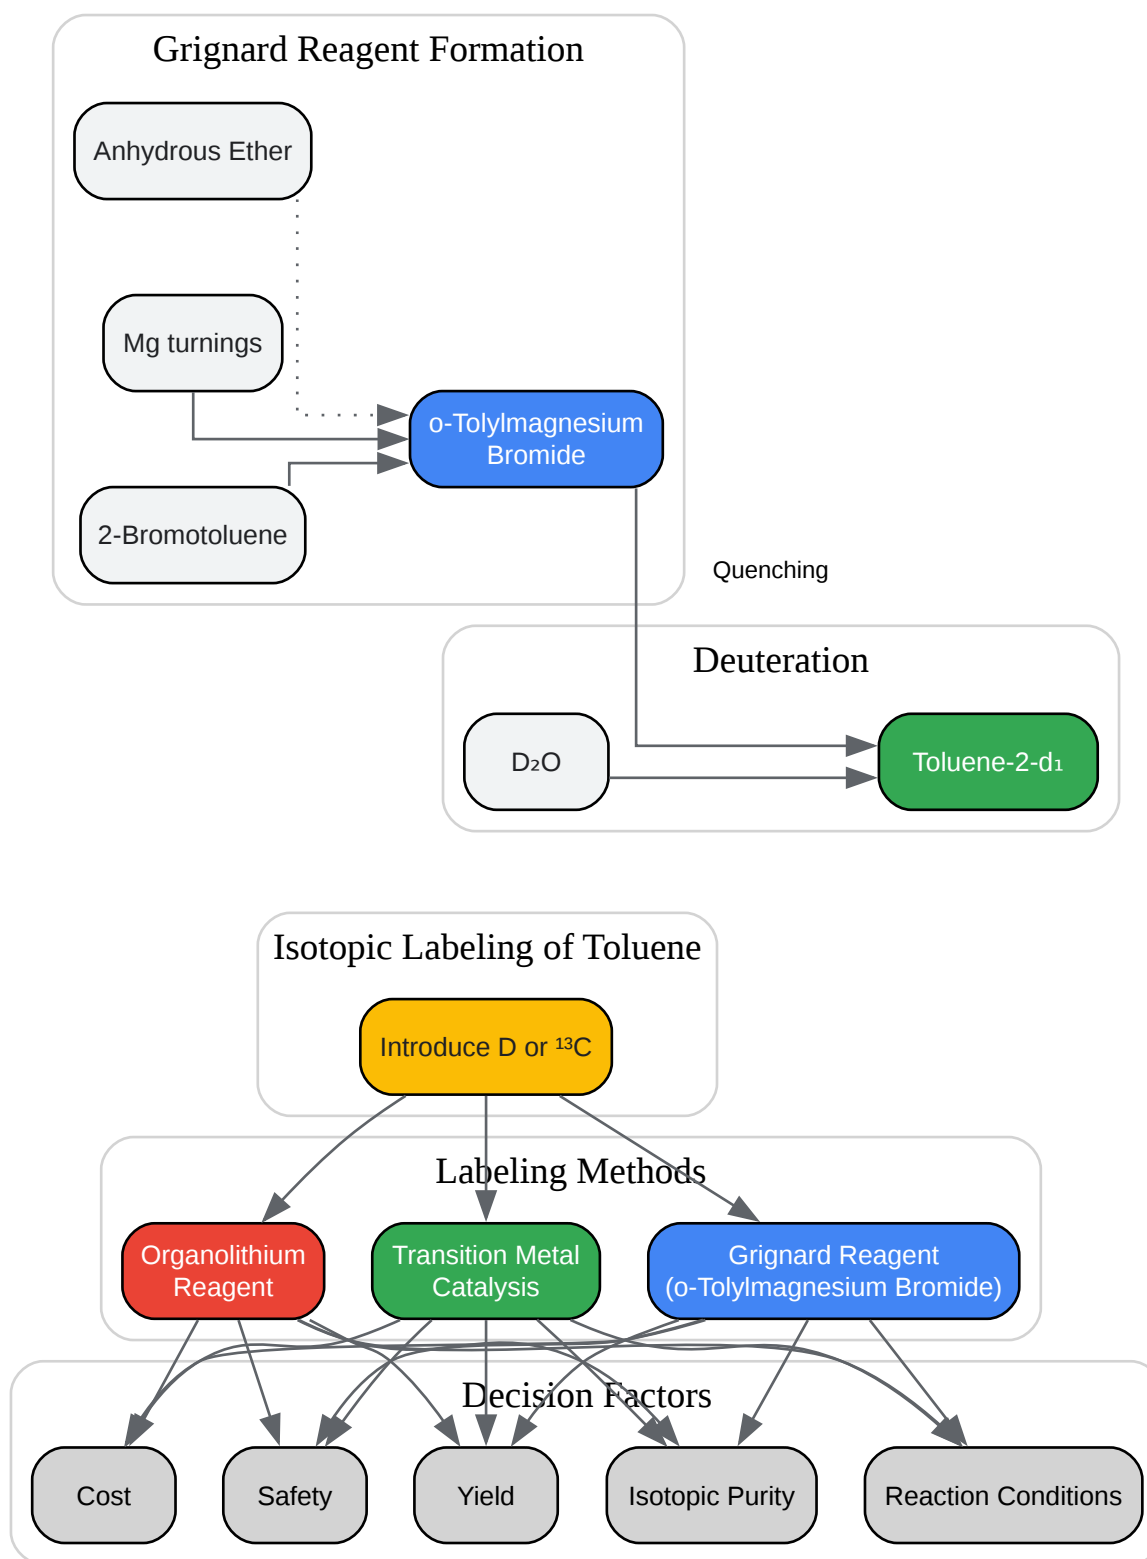 Grignard Reagent Formation
Anhydrous Ether
Mg turnings
o-Tolylmagnesium
Bromide
2-Bromotoluene
Quenching
Deuteration
D₂O
Toluene-2-d₁
Isotopic Labeling of Toluene
Introduce D or ¹³C
Labeling Methods
Organolithium
Reagent
Transition Metal
Catalysis
Grignard Reagent
(o-Tolylmagnesium Bromide)
Decision Factors
Cost
Safety
Yield
Isotopic Purity
Reaction Conditions